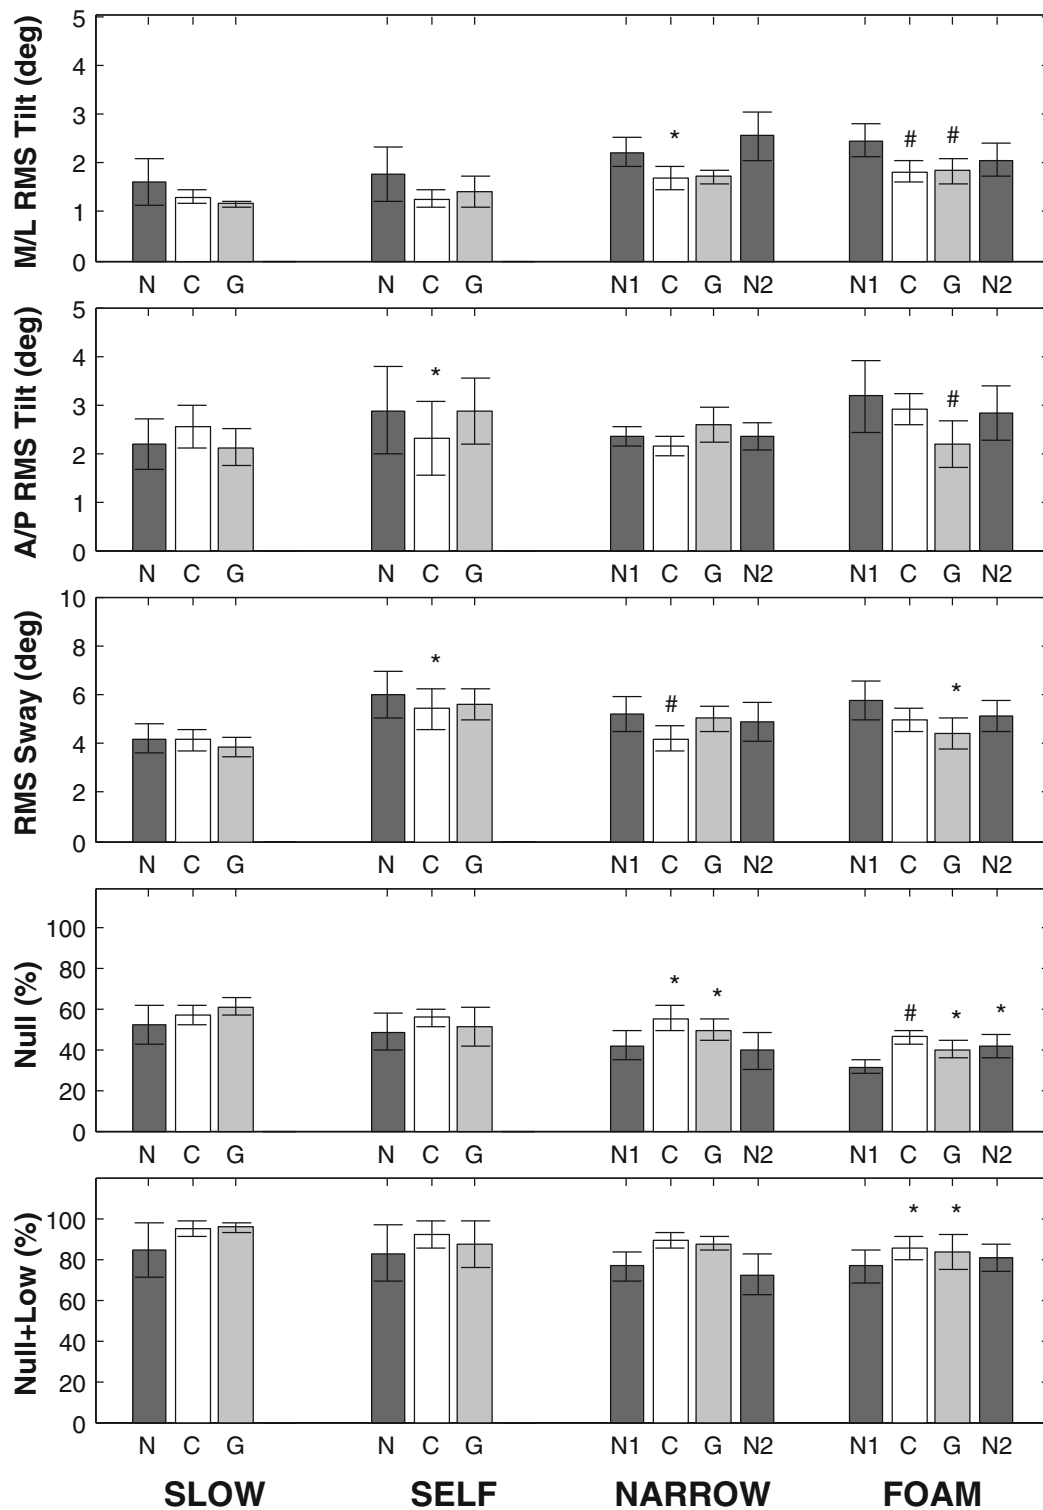 M/L RMS Tilt (deg)
5
4
3
2
1
0
* # #
N C G N C G N1 C G N2 N1 C G N2
A/P RMS Tilt (deg)
5
4
3
2
1
0
* #
N C G N C G N1 C G N2 N1 C G N2
RMS Sway (deg)
10
8
6
4
2
0
* # *
N C G N C G N1 C G N2 N1 C G N2
Null (%)
100
80
60
40
20
0
* * # * *
N C G N C G N1 C G N2 N1 C G N2
Null+Low (%)
100
80
60
40
20
0
* *
N C G N C G N1 C G N2 N1 C G N2
SLOW SELF NARROW FOAM